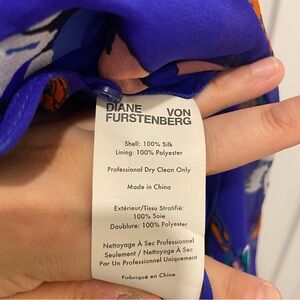 DIANE VON
FURSTENBERG
Shell: 100% Silk
Lining: 100% Polyester
Professional Dry Clean Only
Made in China
Extérieur/Tissu Stratifié:
100% Soie
Doublure: 100% Polyester
Nettoyage À Sec Professionnel
Seulement / Nettoyage À Sec
Par Un Professionnel Uniquement
Fabriqué en Chine